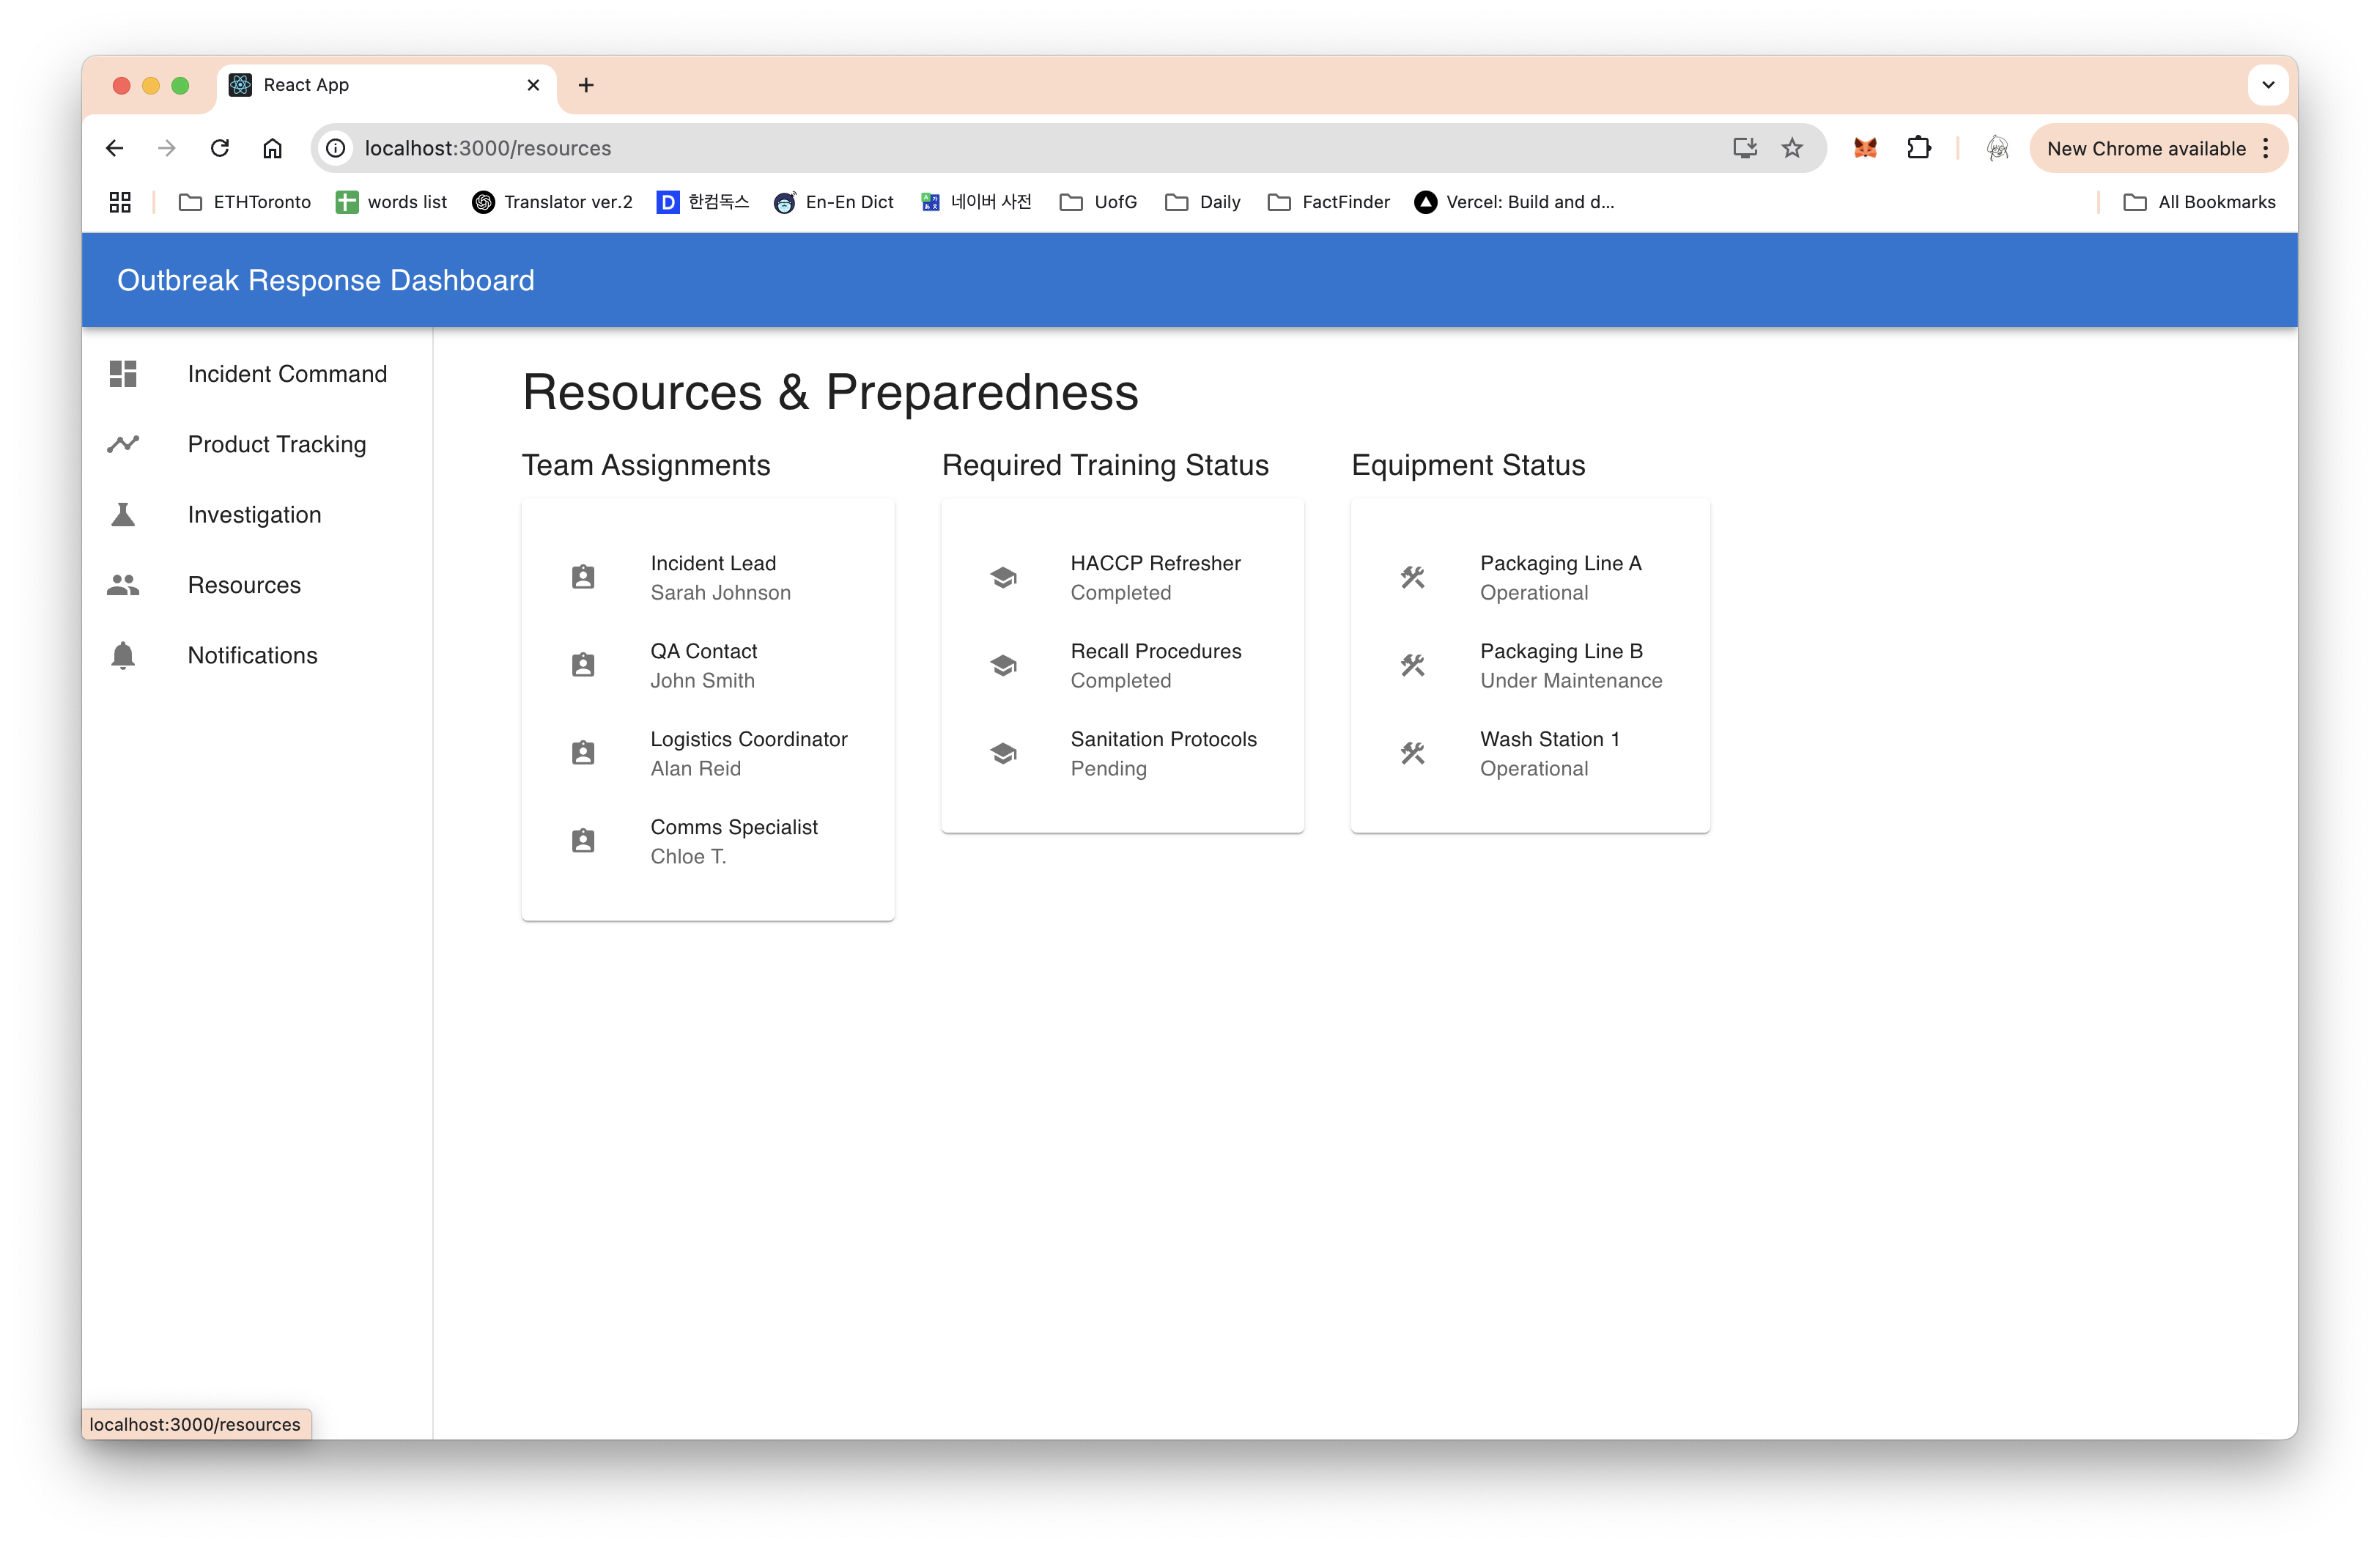 React App
localhost:3000/resources
New Chrome available
ETHToronto
words list
Translator ver.2
D 한컴독스
En-En Dict
네이버 사전
UofG
Daily
FactFinder
Vercel: Build and d...
All Bookmarks
Outbreak Response Dashboard
Incident Command
Product Tracking
Investigation
Resources
Notifications
Resources & Preparedness
Team Assignments
Incident Lead
Sarah Johnson
QA Contact
John Smith
Logistics Coordinator
Alan Reid
Comms Specialist
Chloe T.
Required Training Status
HACCP Refresher
Completed
Recall Procedures
Completed
Sanitation Protocols
Pending
Equipment Status
Packaging Line A
Operational
Packaging Line B
Under Maintenance
Wash Station 1
Operational
localhost:3000/resources